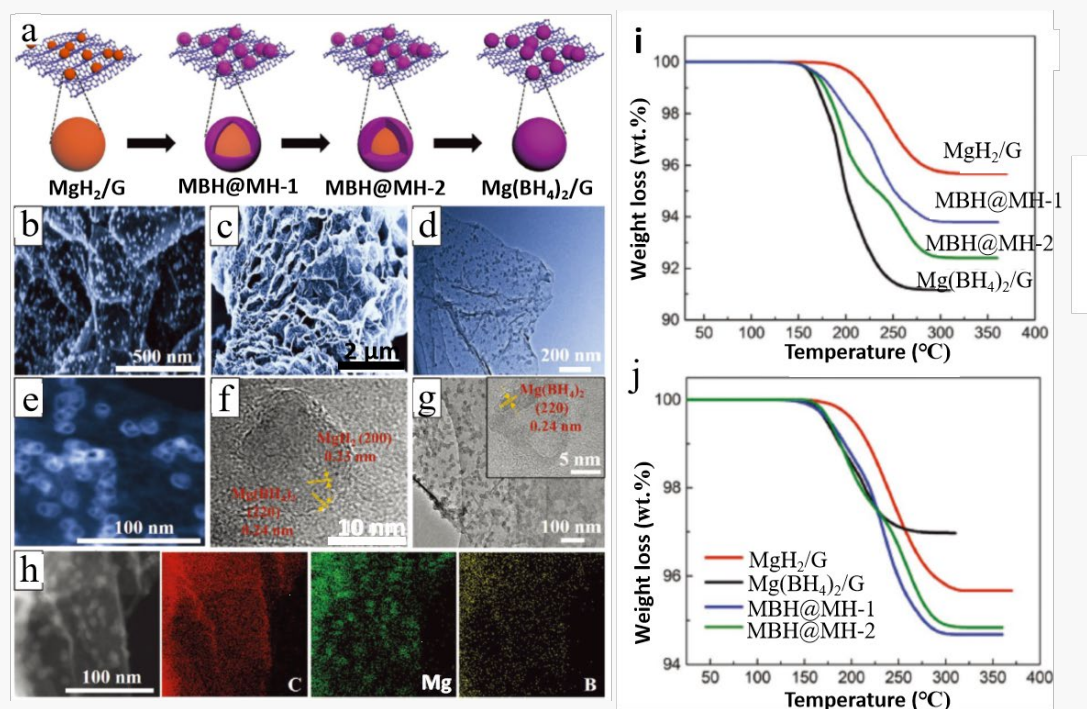 a
MgH₂/G
MBH@MH-1
MBH@MH-2
Mg(BH₄)₂/G
b
500 nm
c
2 μm
d
200 nm
e
100 nm
f
MgH₂ (200)
0.23 nm
Mg(BH₄)₂
(220)
0.24 nm
10 nm
g
Mg(BH₄)₂
(220)
0.24 nm
5 nm
100 nm
h
100 nm
C
Mg
B
i
Weight loss (wt.%)
100
98
96
94
92
90
MgH₂/G
MBH@MH-1
MBH@MH-2
Mg(BH₄)₂/G
50 100 150 200 250 300 350 400
Temperature (°C)
j
Weight loss (wt.%)
100
98
96
94
MgH₂/G
Mg(BH₄)₂/G
MBH@MH-1
MBH@MH-2
50 100 150 200 250 300 350 400
Temperature (°C)